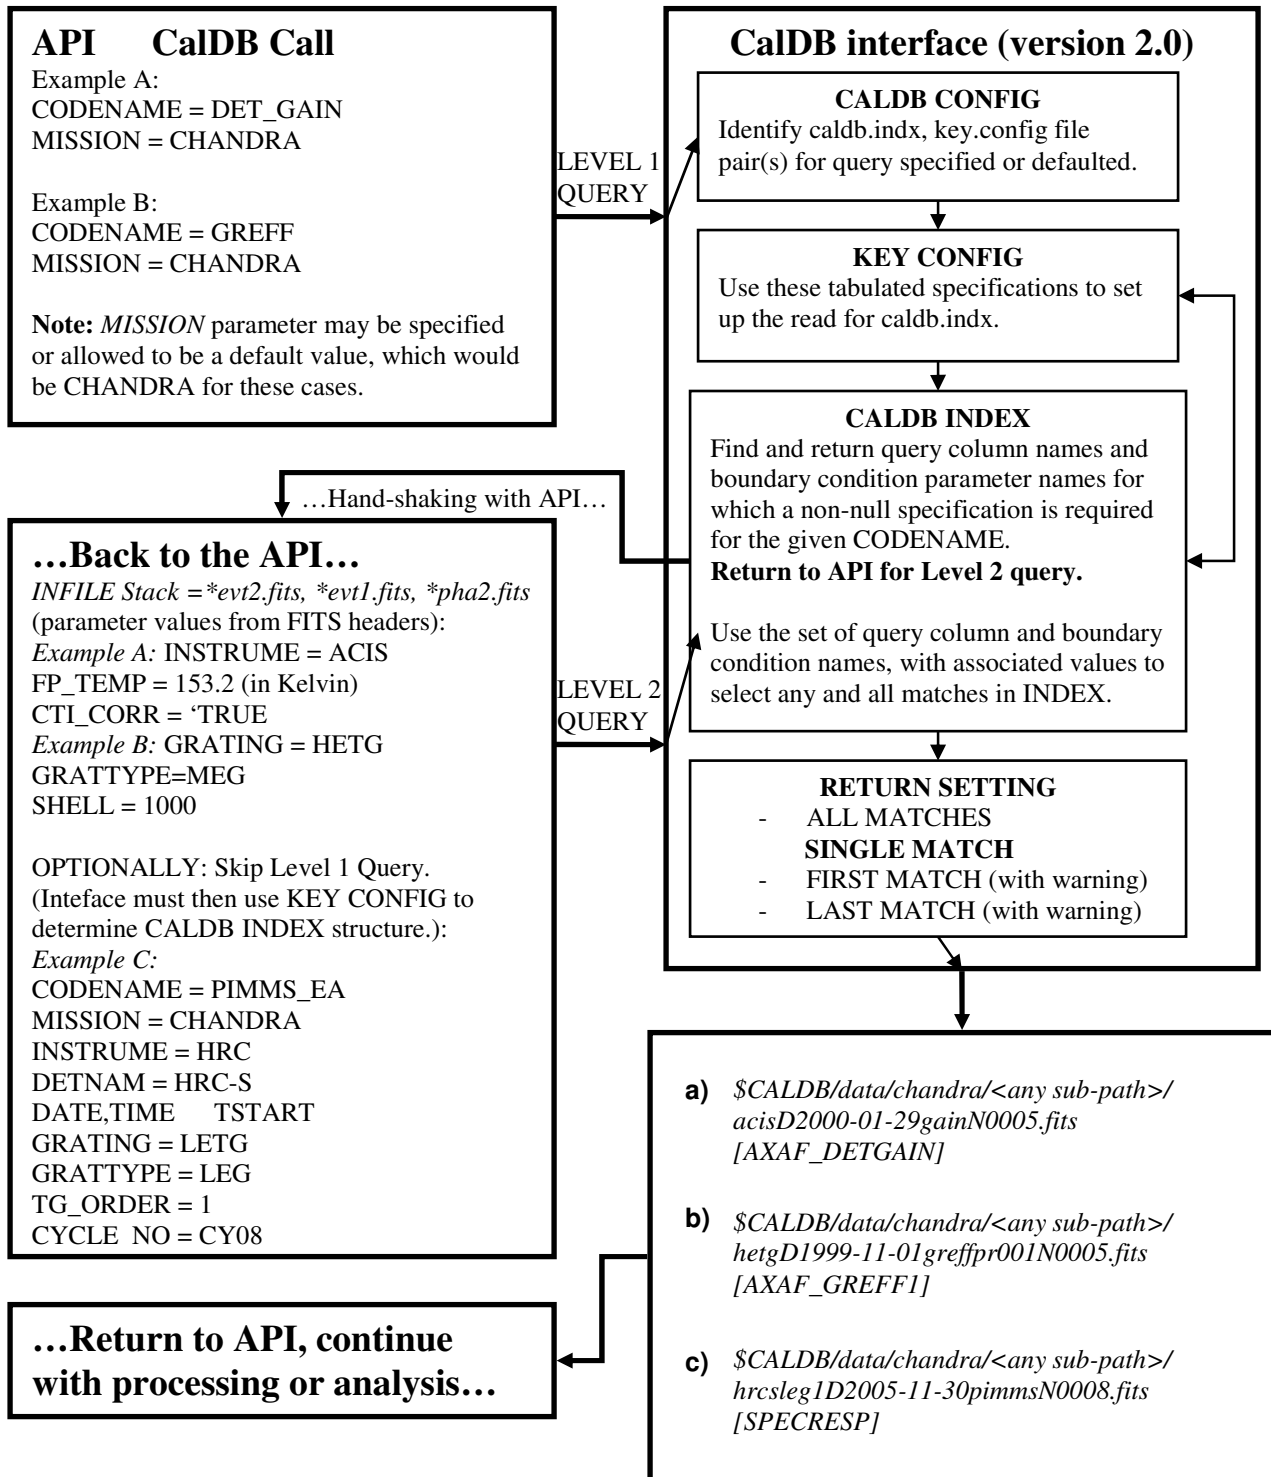 API CalDB Call
Example A:
CODENAME = DET_GAIN
MISSION = CHANDRA
Example B:
CODENAME = GREFF
MISSION = CHANDRA
Note: MISSION parameter may be specified
or allowed to be a default value, which would
be CHANDRA for these cases.
LEVEL 1
QUERY
CalDB interface (version 2.0)
CALDB CONFIG
Identify caldb.indx, key.config file
pair(s) for query specified or defaulted.
KEY CONFIG
Use these tabulated specifications to set
up the read for caldb.indx.
CALDB INDEX
Find and return query column names and
boundary condition parameter names for
which a non-null specification is required
for the given CODENAME.
Return to API for Level 2 query.
Use the set of query column and boundary
condition names, with associated values to
select any and all matches in INDEX.
…Hand-shaking with API…
…Back to the API…
INFILE Stack =*evt2.fits, *evt1.fits, *pha2.fits
(parameter values from FITS headers):
Example A: INSTRUME = ACIS
FP_TEMP = 153.2 (in Kelvin)
CTI_CORR = ‘TRUE
Example B: GRATING = HETG
GRATTYPE=MEG
SHELL = 1000
OPTIONALLY: Skip Level 1 Query.
(Inteface must then use KEY CONFIG to
determine CALDB INDEX structure.):
Example C:
CODENAME = PIMMS_EA
MISSION = CHANDRA
INSTRUME = HRC
DETNAM = HRC-S
DATE,TIME TSTART
GRATING = LETG
GRATTYPE = LEG
TG_ORDER = 1
CYCLE NO = CY08
LEVEL 2
QUERY
RETURN SETTING
- ALL MATCHES
SINGLE MATCH
- FIRST MATCH (with warning)
- LAST MATCH (with warning)
a) $CALDB/data/chandra/<any sub-path>/
acisD2000-01-29gainN0005.fits
[AXAF_DETGAIN]
b) $CALDB/data/chandra/<any sub-path>/
hetgD1999-11-01greffpr001N0005.fits
[AXAF_GREFF1]
c) $CALDB/data/chandra/<any sub-path>/
hrcsleg1D2005-11-30pimmsN0008.fits
[SPECRESP]
…Return to API, continue
with processing or analysis…